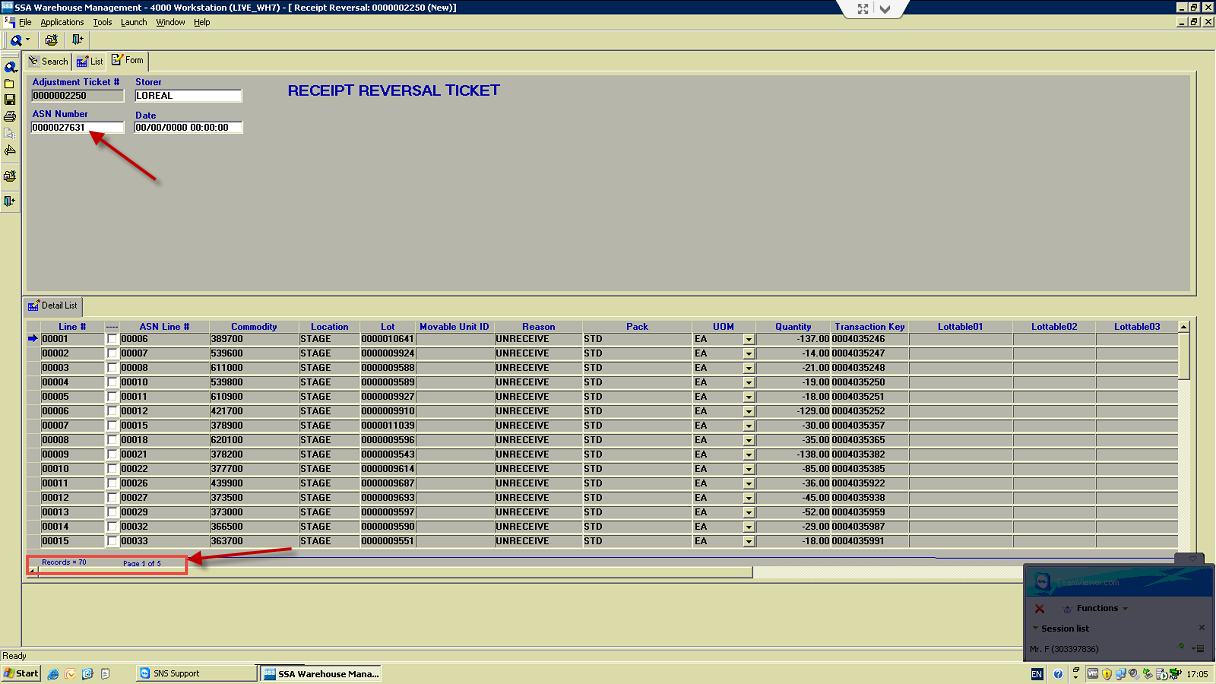 SSA Warehouse Management - 4000 Workstation (LIVE_WH7) - [ Receipt Reversal: 0000002250 (New)]
File Applications Tools Launch Window Help
Search List Form
Adjustment Ticket # Storer
0000002250 LOREAL
RECEIPT REVERSAL TICKET
ASN Number Date
0000027631 00/00/0000 00:00:00
Detail List
Line # ---- ASN Line # Commodity Location Lot Movable Unit ID Reason Pack UOM Quantity Transaction Key Lottable01 Lottable02 Lottable03
00001 00006 389700 STAGE 0000010641 UNRECEIVE STD EA -137.00 0004035246
00002 00007 539600 STAGE 0000009924 UNRECEIVE STD EA -14.00 0004035247
00003 00008 611000 STAGE 0000009588 UNRECEIVE STD EA -21.00 0004035248
00004 00010 539800 STAGE 0000009589 UNRECEIVE STD EA -19.00 0004035250
00005 00011 610900 STAGE 0000009927 UNRECEIVE STD EA -18.00 0004035251
00006 00012 421700 STAGE 0000009910 UNRECEIVE STD EA -129.00 0004035252
00007 00015 378900 STAGE 0000011039 UNRECEIVE STD EA -30.00 0004035357
00008 00018 620100 STAGE 0000009596 UNRECEIVE STD EA -35.00 0004035365
00009 00021 378200 STAGE 0000009543 UNRECEIVE STD EA -138.00 0004035382
00010 00022 377700 STAGE 0000009614 UNRECEIVE STD EA -85.00 0004035385
00011 00026 439900 STAGE 0000009687 UNRECEIVE STD EA -36.00 0004035922
00012 00027 373500 STAGE 0000009693 UNRECEIVE STD EA -45.00 0004035938
00013 00029 373000 STAGE 0000009597 UNRECEIVE STD EA -52.00 0004035959
00014 00032 366500 STAGE 0000009590 UNRECEIVE STD EA -29.00 0004035987
00015 00033 363700 STAGE 0000009551 UNRECEIVE STD EA -18.00 0004035991
Records = 70 Page 1 of 5
TeamViewer.com
Functions
Session list
Mr. F (303397836)
Ready
Start SNS Support SSA Warehouse Mana... EN 17:05